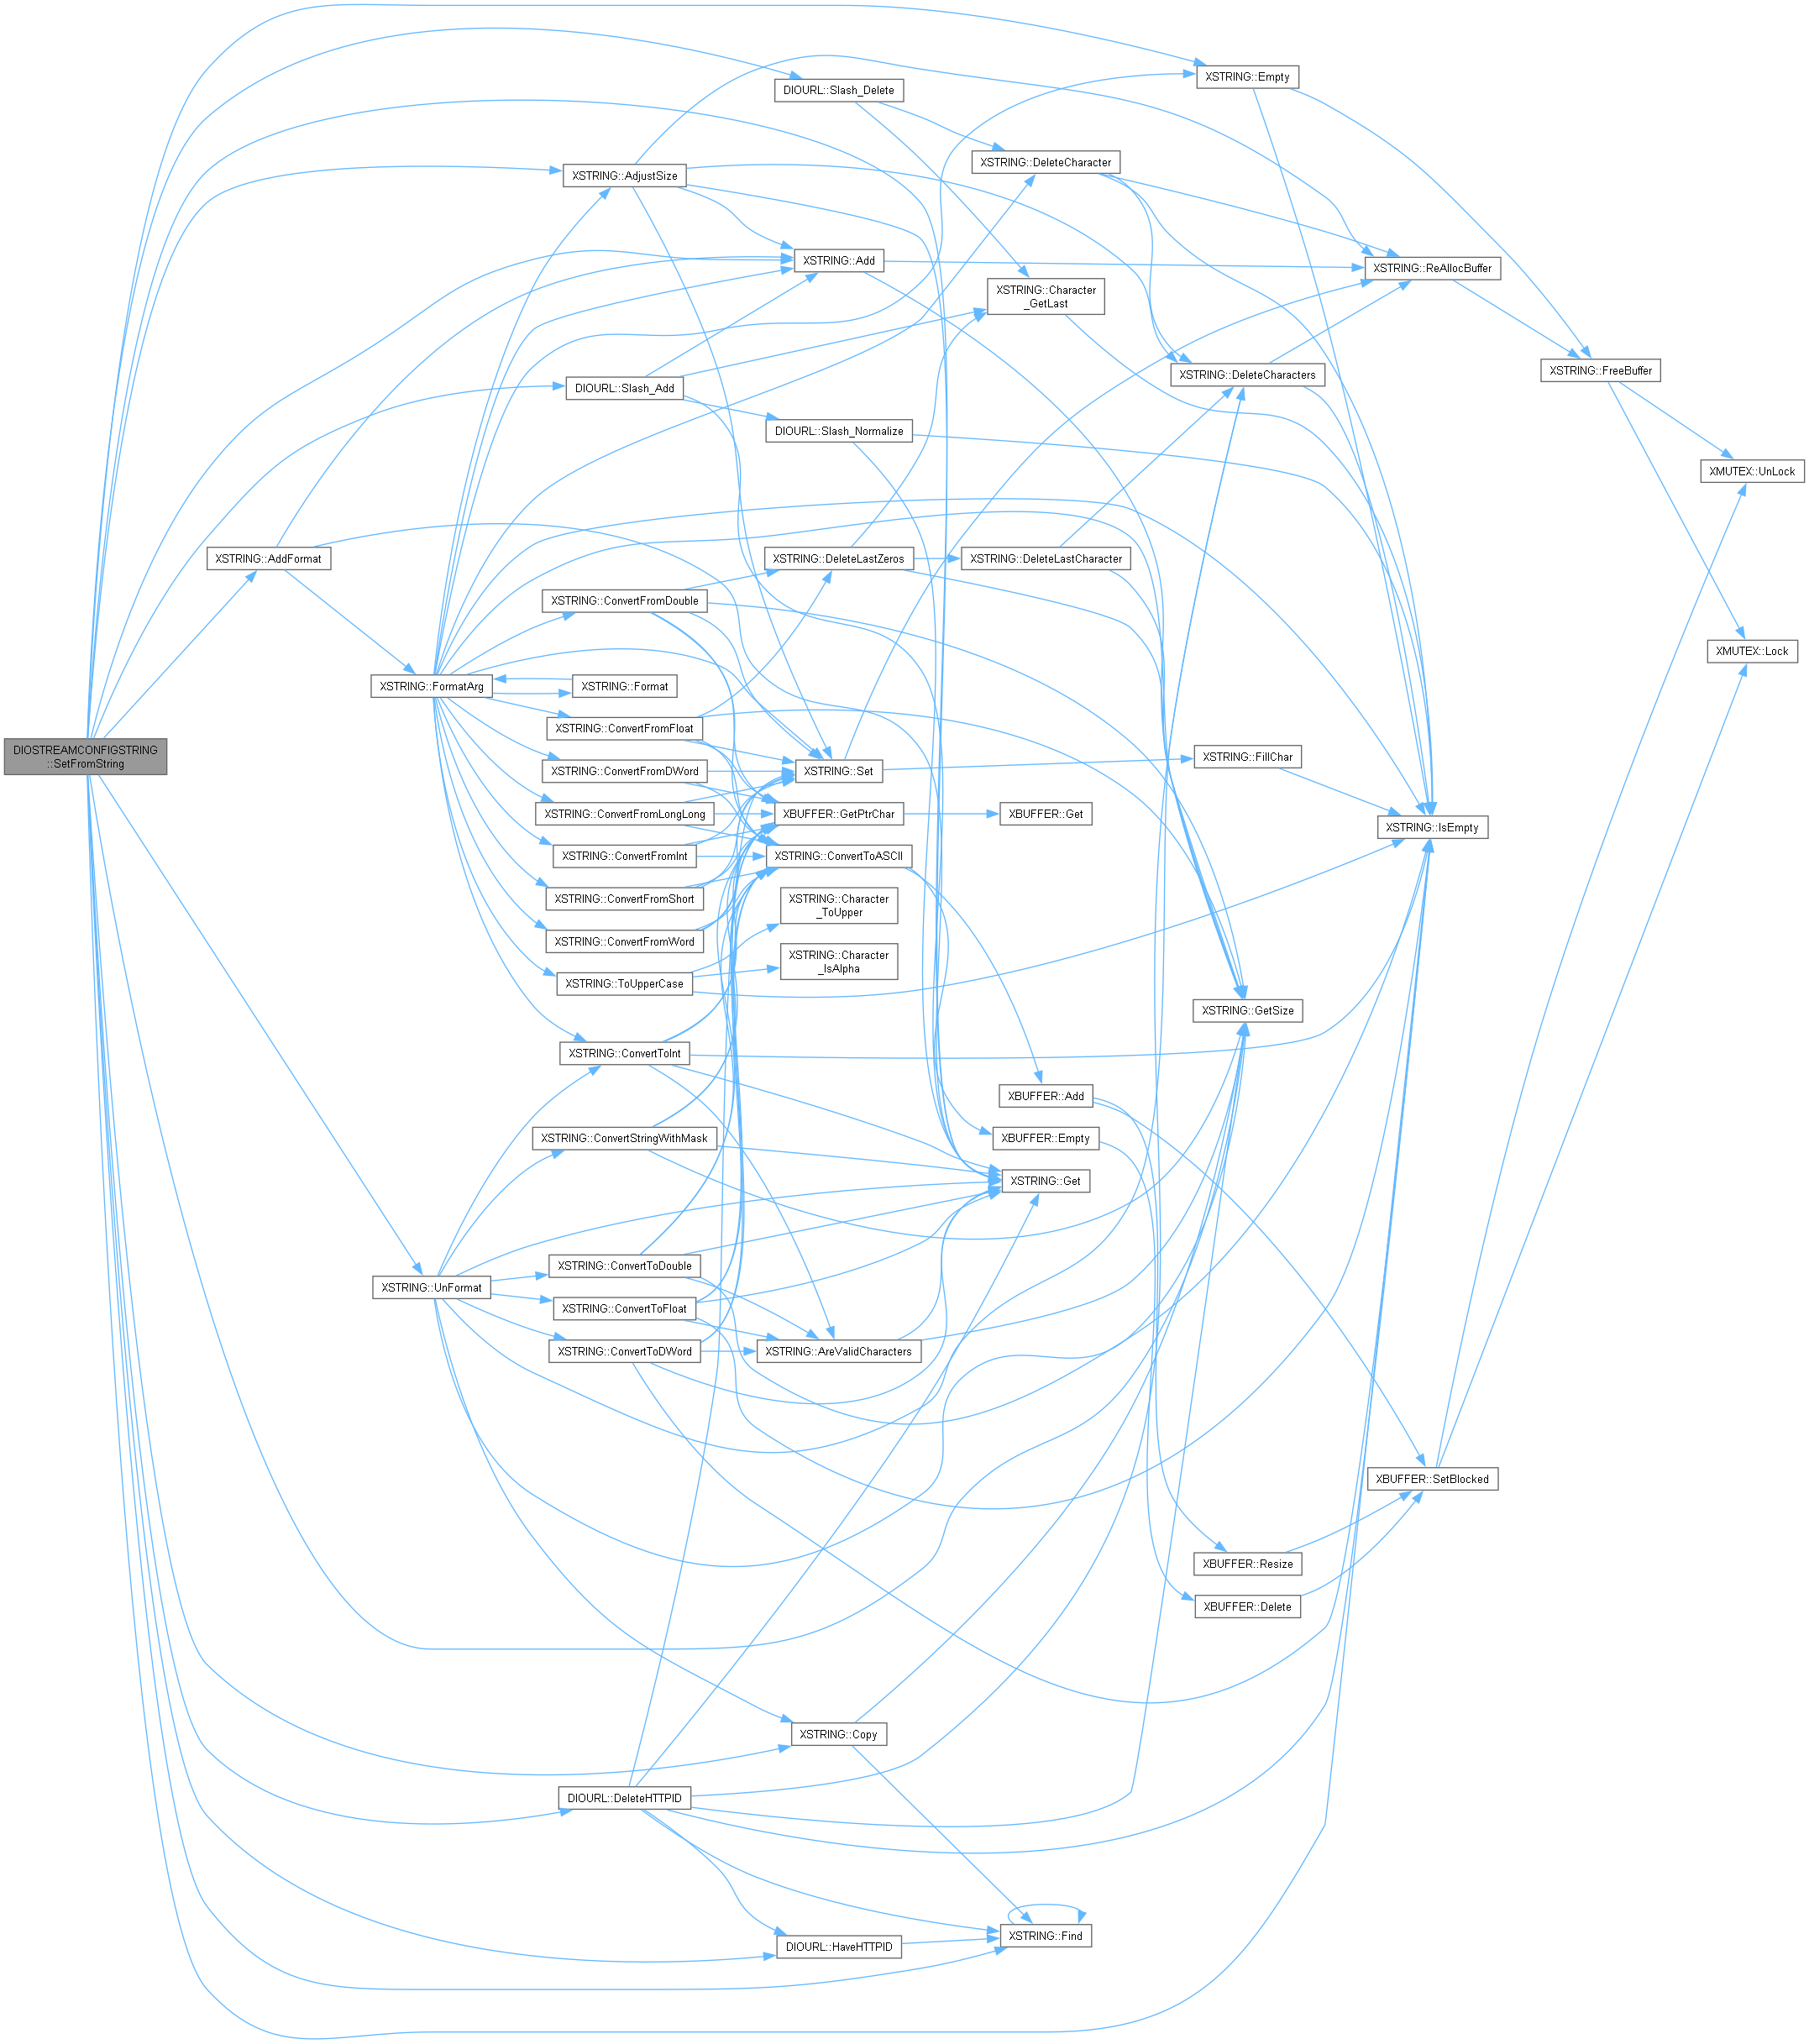 XSTRING::Empty
DIOURL::Slash_Delete
XSTRING::DeleteCharacter
XSTRING::AdjustSize
XSTRING::Add
XSTRING::ReAllocBuffer
XSTRING::Character
_GetLast
XSTRING::FreeBuffer
XSTRING::DeleteCharacters
DIOURL::Slash_Add
DIOURL::Slash_Normalize
XMUTEX::UnLock
XSTRING::AddFormat
XSTRING::DeleteLastZeros
XSTRING::DeleteLastCharacter
XSTRING::ConvertFromDouble
XMUTEX::Lock
XSTRING::FormatArg
XSTRING::Format
XSTRING::ConvertFromFloat
DIOSTREAMCONFIGSTRING
::SetFromString
XSTRING::FillChar
XSTRING::ConvertFromDWord
XSTRING::Set
XSTRING::ConvertFromLongLong
XBUFFER::GetPtrChar
XBUFFER::Get
XSTRING::IsEmpty
XSTRING::ConvertFromInt
XSTRING::ConvertToASCII
XSTRING::ConvertFromShort
XSTRING::Character
_ToUpper
XSTRING::ConvertFromWord
XSTRING::Character
_IsAlpha
XSTRING::ToUpperCase
XSTRING::GetSize
XSTRING::ConvertToInt
XBUFFER::Add
XSTRING::ConvertStringWithMask
XBUFFER::Empty
XSTRING::Get
XSTRING::ConvertToDouble
XSTRING::UnFormat
XSTRING::ConvertToFloat
XSTRING::ConvertToDWord
XSTRING::AreValidCharacters
XBUFFER::SetBlocked
XBUFFER::Resize
XBUFFER::Delete
XSTRING::Copy
DIOURL::DeleteHTTPID
XSTRING::Find
DIOURL::HaveHTTPID